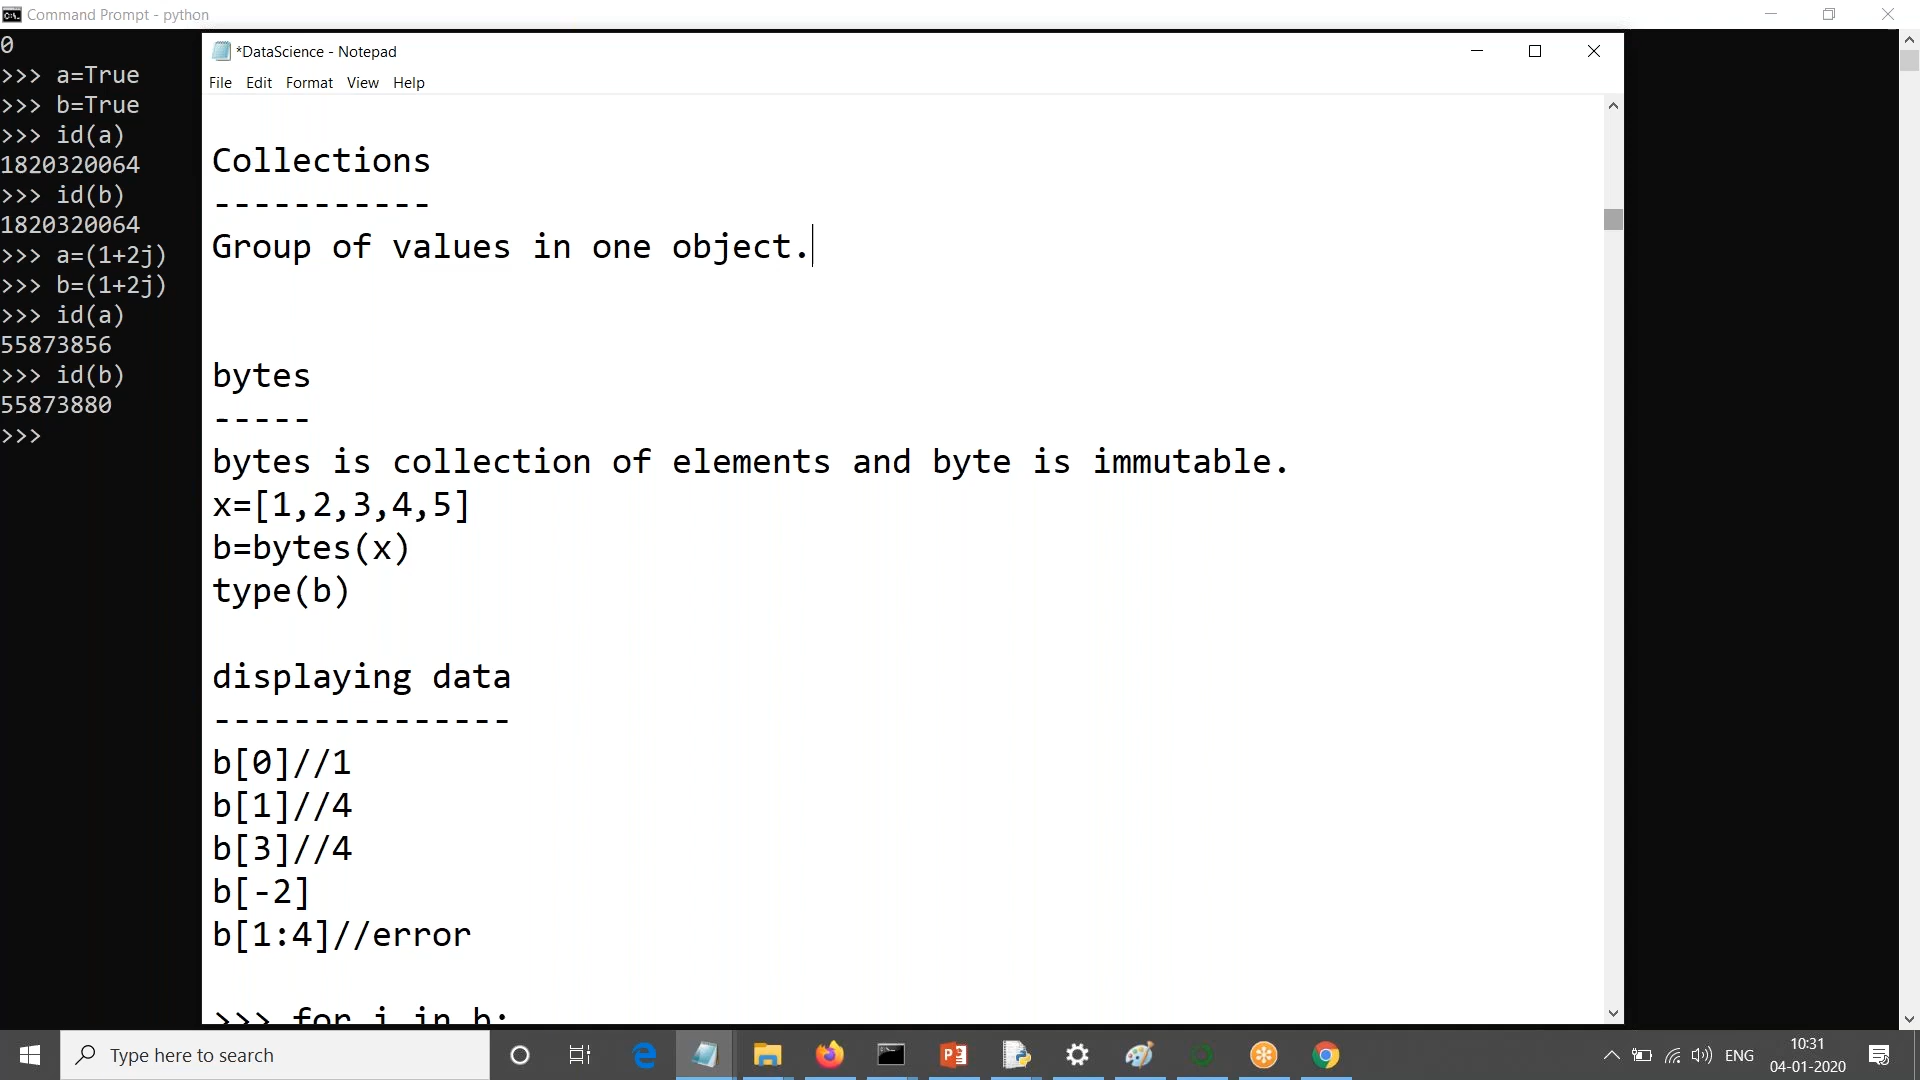 Command Prompt - python
0
>>> a=True
>>> b=True
>>> id(a)
1820320064
>>> id(b)
1820320064
>>> a=(1+2j)
>>> b=(1+2j)
>>> id(a)
55873856
>>> id(b)
55873880
>>>
*DataScience - Notepad
File Edit Format View Help
Collections
-----------
Group of values in one object.
bytes
-----
bytes is collection of elements and byte is immutable.
x=[1,2,3,4,5]
b=bytes(x)
type(b)
displaying data
---------------
b[0]//1
b[1]//4
b[3]//4
b[-2]
b[1:4]//error
>>> for i in b:
Type here to search
ENG
10:31
04-01-2020